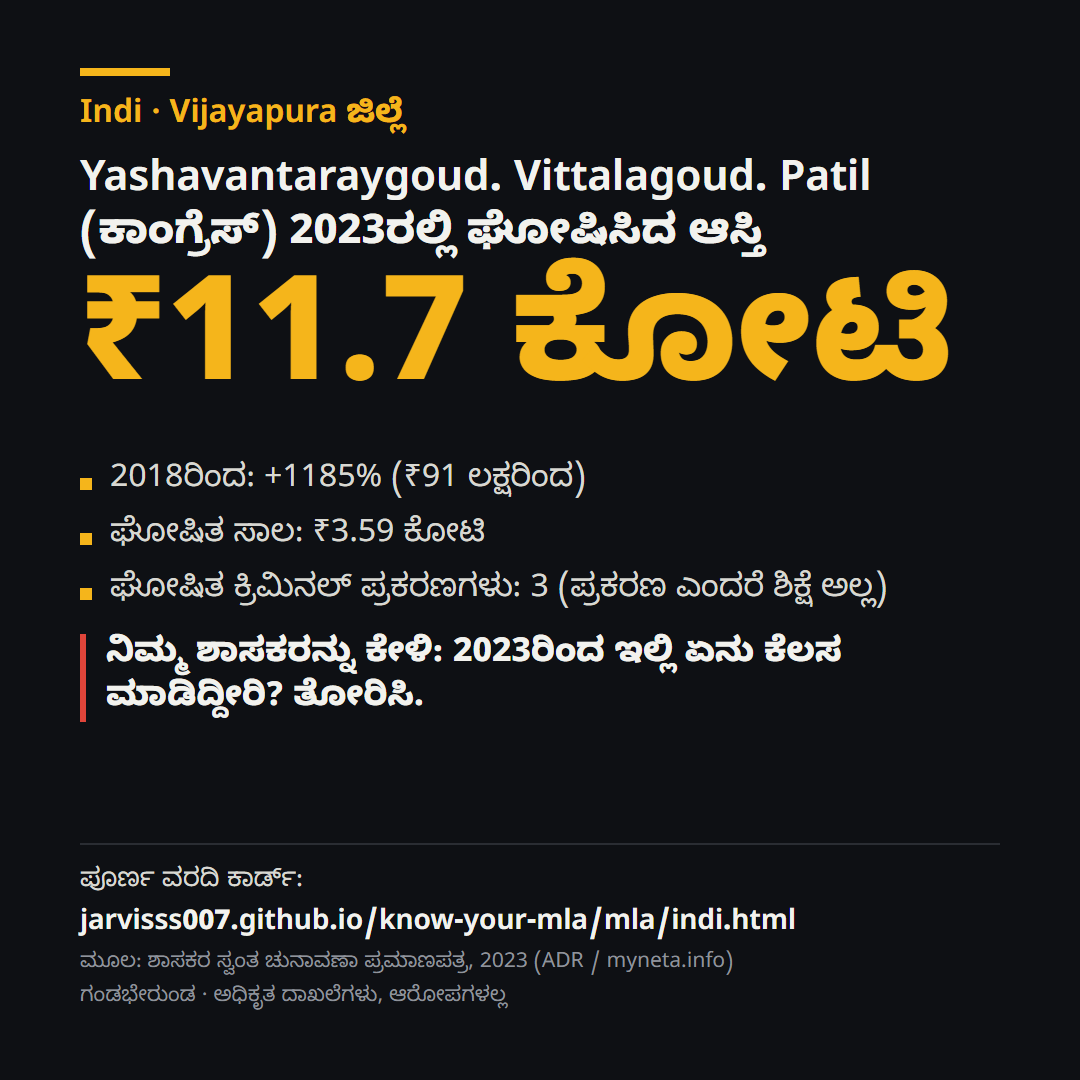 Indi · Vijayapura ಜಿಲ್ಲೆ
Yashavantaraygoud. Vittalagoud. Patil
(ಕಾಂಗ್ರೆಸ್) 2023ರಲ್ಲಿ ಘೋಷಿಸಿದ ಆಸ್ತಿ
₹11.7 ಕೋಟಿ
2018ರಿಂದ: +1185% (₹91 ಲಕ್ಷರಿಂದ)
ಘೋಷಿತ ಸಾಲ: ₹3.59 ಕೋಟಿ
ಘೋಷಿತ ಕ್ರಿಮಿನಲ್ ಪ್ರಕರಣಗಳು: 3 (ಪ್ರಕರಣ ಎಂದರೆ ಶಿಕ್ಷೆ ಅಲ್ಲ)
ನಿಮ್ಮ ಶಾಸಕರನ್ನು ಕೇಳಿ: 2023ರಿಂದ ಇಲ್ಲಿ ಏನು ಕೆಲಸ
ಮಾಡಿದ್ದೀರಿ? ತೋರಿಸಿ.
ಪೂರ್ಣ ವರದಿ ಕಾರ್ಡ್:
jarvisss007.github.io/know-your-mla/mla/indi.html
ಮೂಲ: ಶಾಸಕರ ಸ್ವಂತ ಚುನಾವಣಾ ಪ್ರಮಾಣಪತ್ರ, 2023 (ADR / myneta.info)
ಗಂಡಭೇರುಂಡ · ಅಧಿಕೃತ ದಾಖಲೆಗಳು, ಆರೋಪಗಳಲ್ಲ